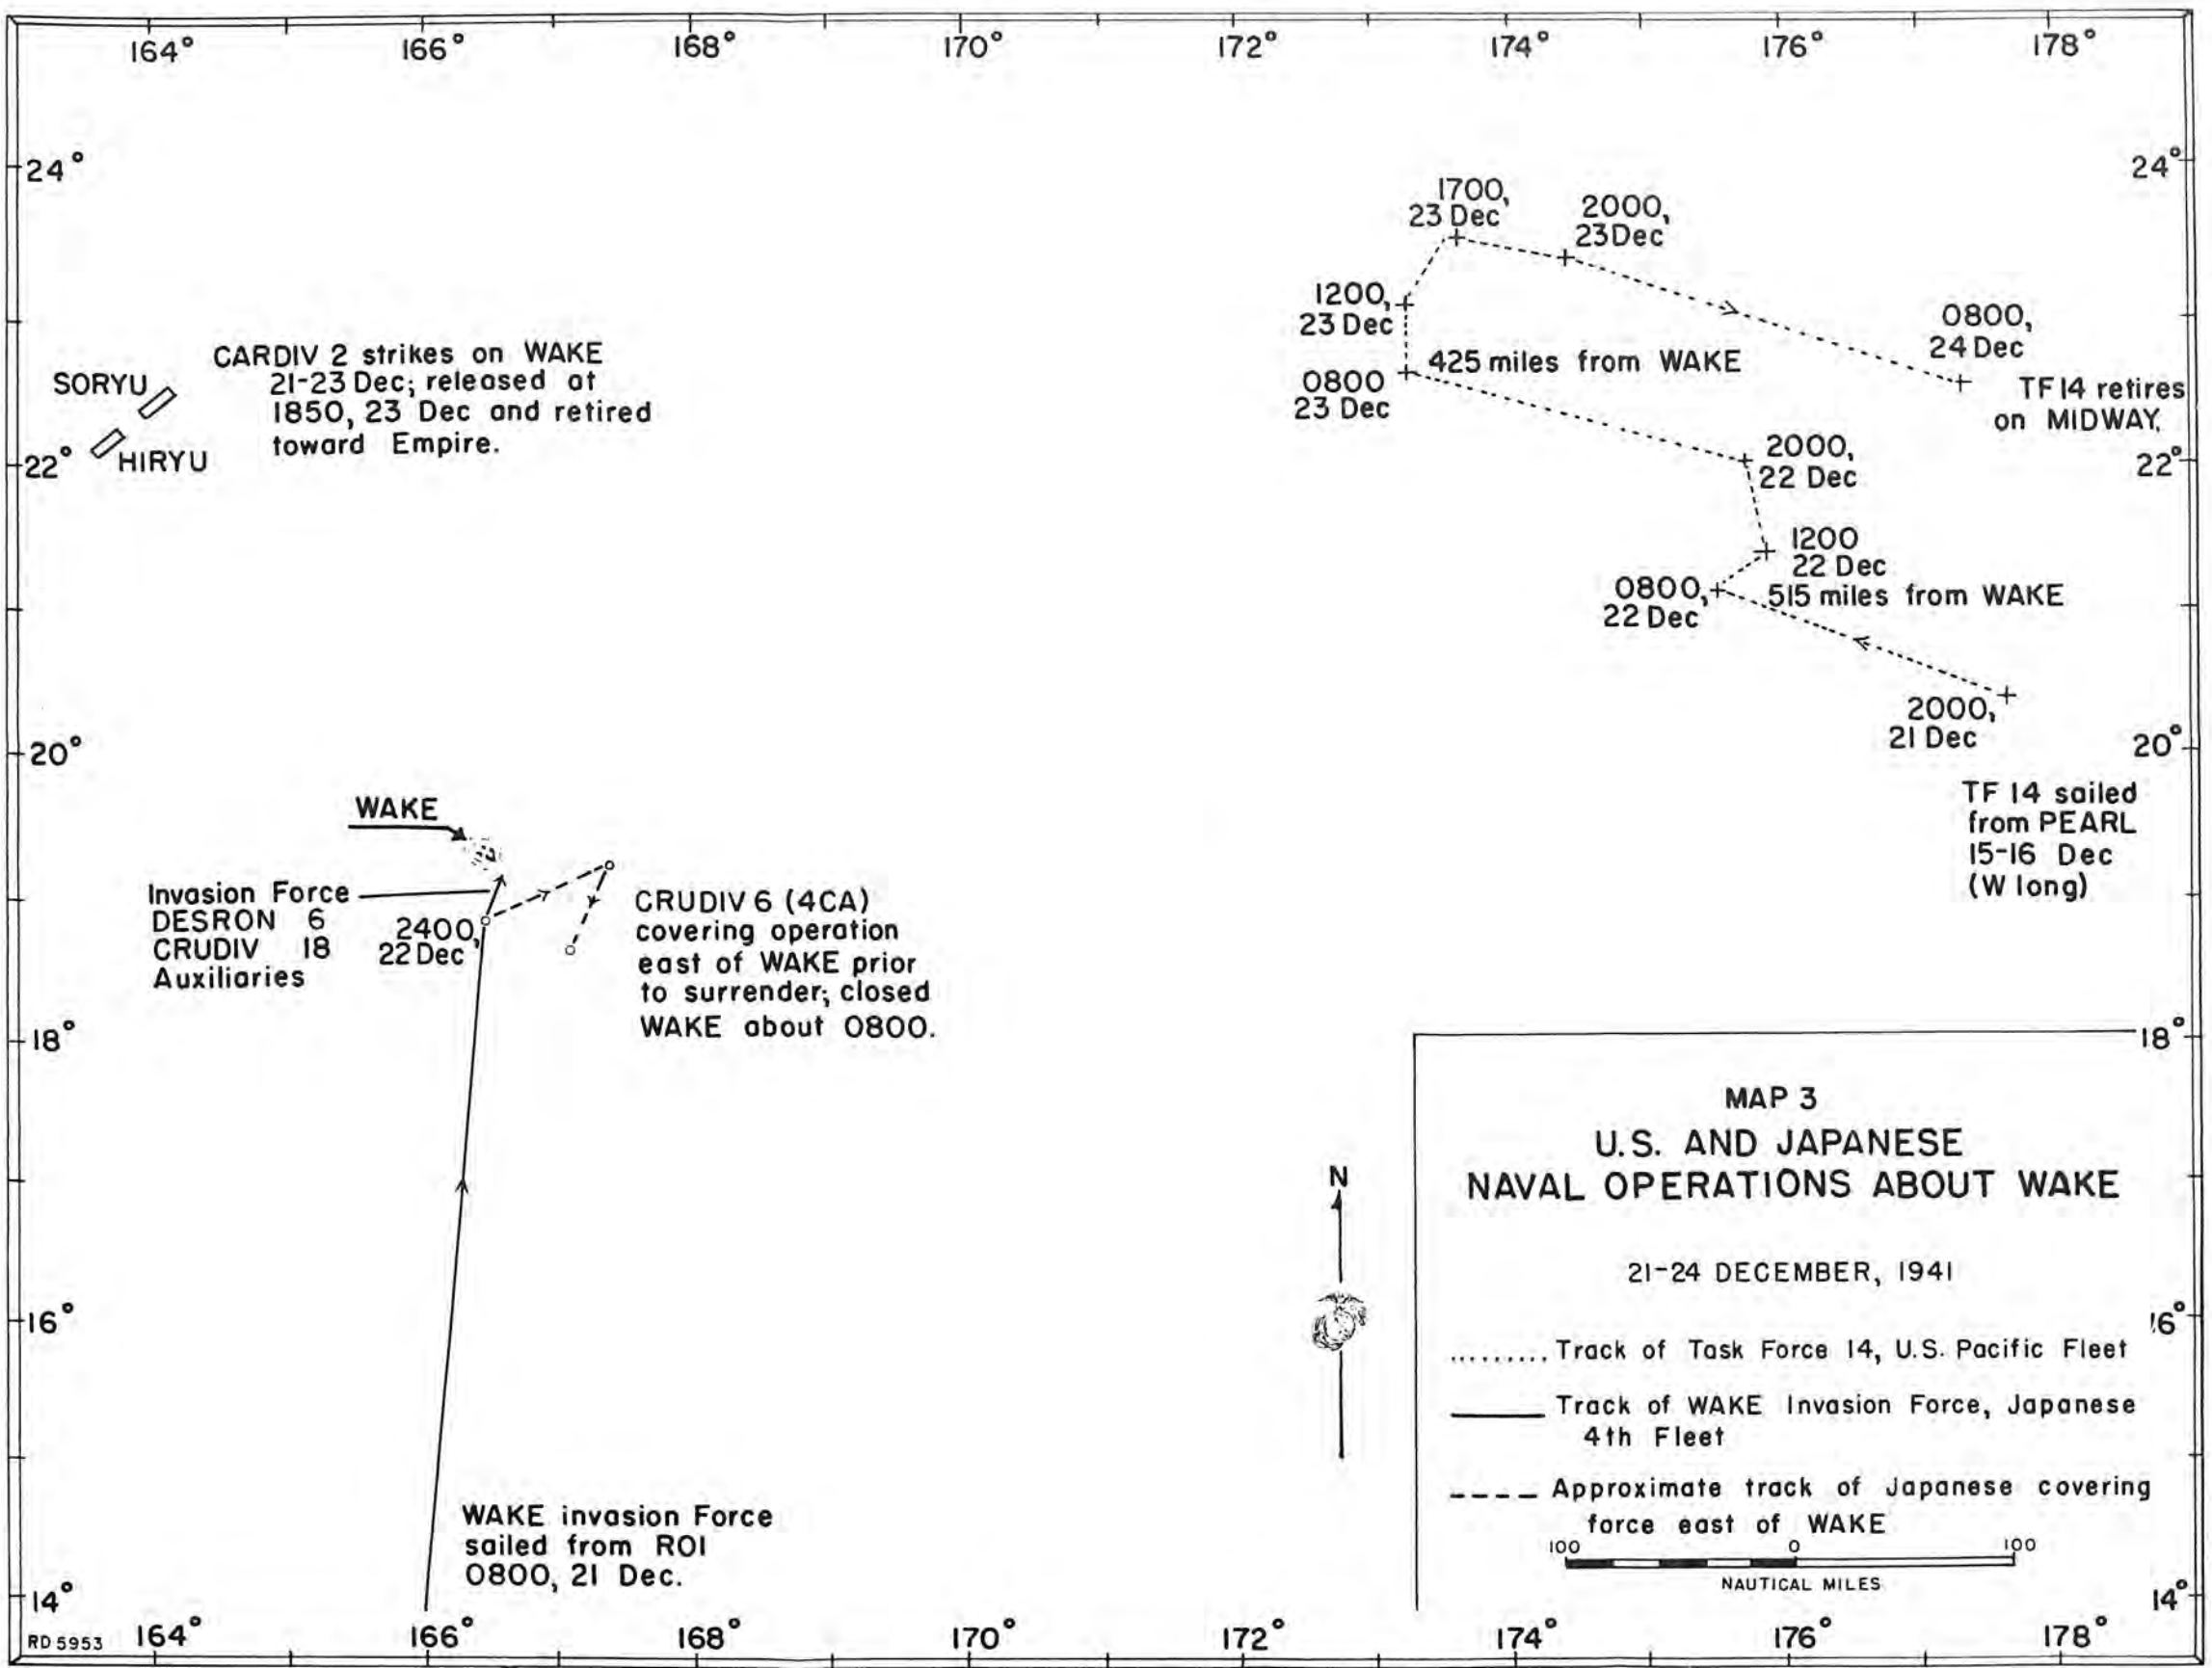 164° 166° 168° 170° 172° 174° 176° 178°
24°
24°
1700,
23 Dec
2000,
23Dec
1200,
23 Dec
0800,
24 Dec
425 miles from WAKE
0800
23 Dec
TF 14 retires
on MIDWAY.
CARDIV 2 strikes on WAKE
21-23 Dec; released at
1850, 23 Dec and retired
toward Empire.
SORYU
HIRYU
22°
22°
2000,
22 Dec
1200
22 Dec
0800,
22 Dec
515 miles from WAKE
2000,
21 Dec
20°
20°
TF 14 sailed
from PEARL
15-16 Dec
(W long)
WAKE
Invasion Force
DESRON 6
CRUDIV 18
Auxiliaries
2400,
22 Dec
CRUDIV 6 (4CA)
covering operation
east of WAKE prior
to surrender; closed
WAKE about 0800.
18°
18°
MAP 3
U.S. AND JAPANESE
NAVAL OPERATIONS ABOUT WAKE
21-24 DECEMBER, 1941
N
16°
16°
Track of Task Force 14, U.S. Pacific Fleet
Track of WAKE Invasion Force, Japanese
4th Fleet
Approximate track of Japanese covering
force east of WAKE
100 0 100
NAUTICAL MILES
WAKE invasion Force
sailed from ROI
0800, 21 Dec.
14°
14°
RD 5953
164° 166° 168° 170° 172° 174° 176° 178°